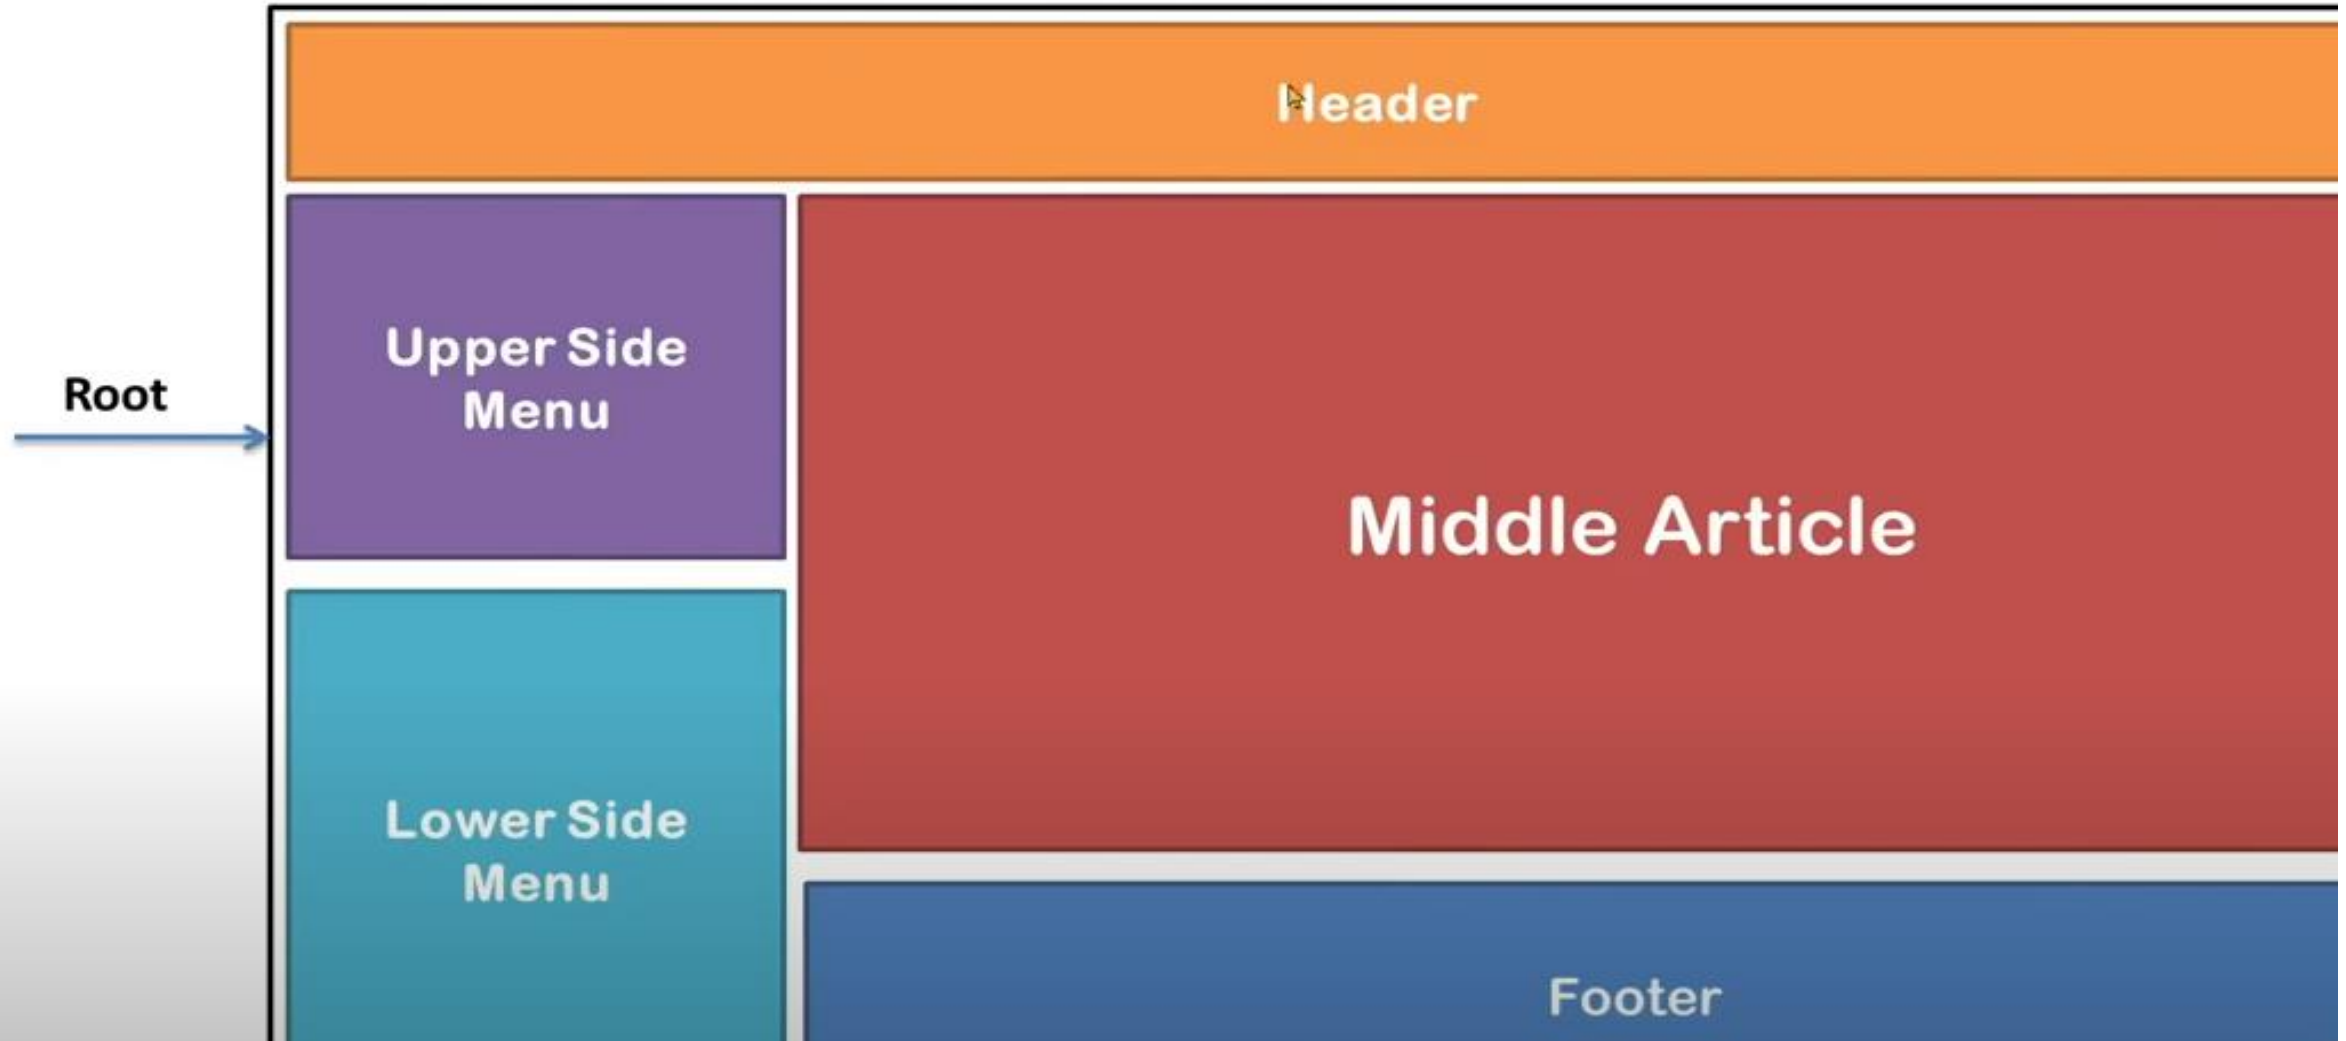 Header
Root
Upper Side
Menu
Middle Article
Lower Side
Menu
Footer